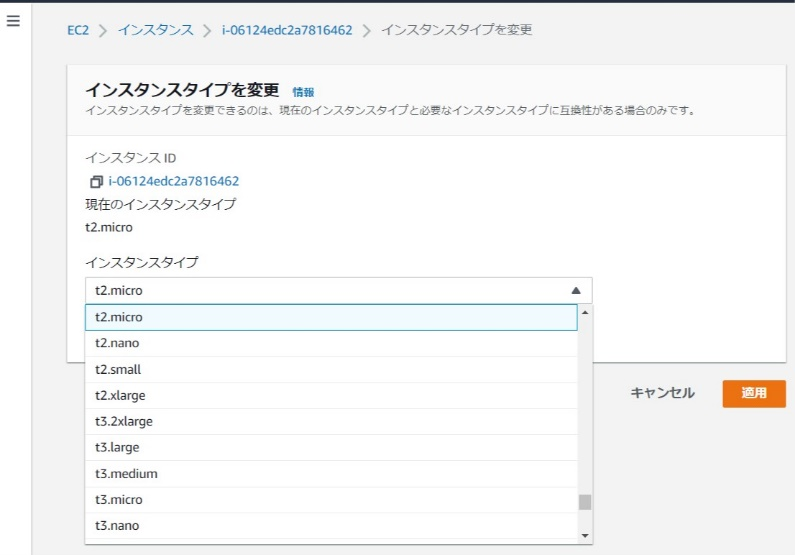 EC2 > インスタンス > i-06124edc2a7816462 > インスタンスタイプを変更
インスタンスタイプを変更 情報
インスタンスタイプを変更できるのは、現在のインスタンスタイプと必要なインスタンスタイプに互換性がある場合のみです。
インスタンス ID
i-06124edc2a7816462
現在のインスタンスタイプ
t2.micro
インスタンスタイプ
t2.micro
t2.micro
t2.nano
t2.small
t2.xlarge
t3.2xlarge
t3.large
t3.medium
t3.micro
t3.nano
キャンセル 適用